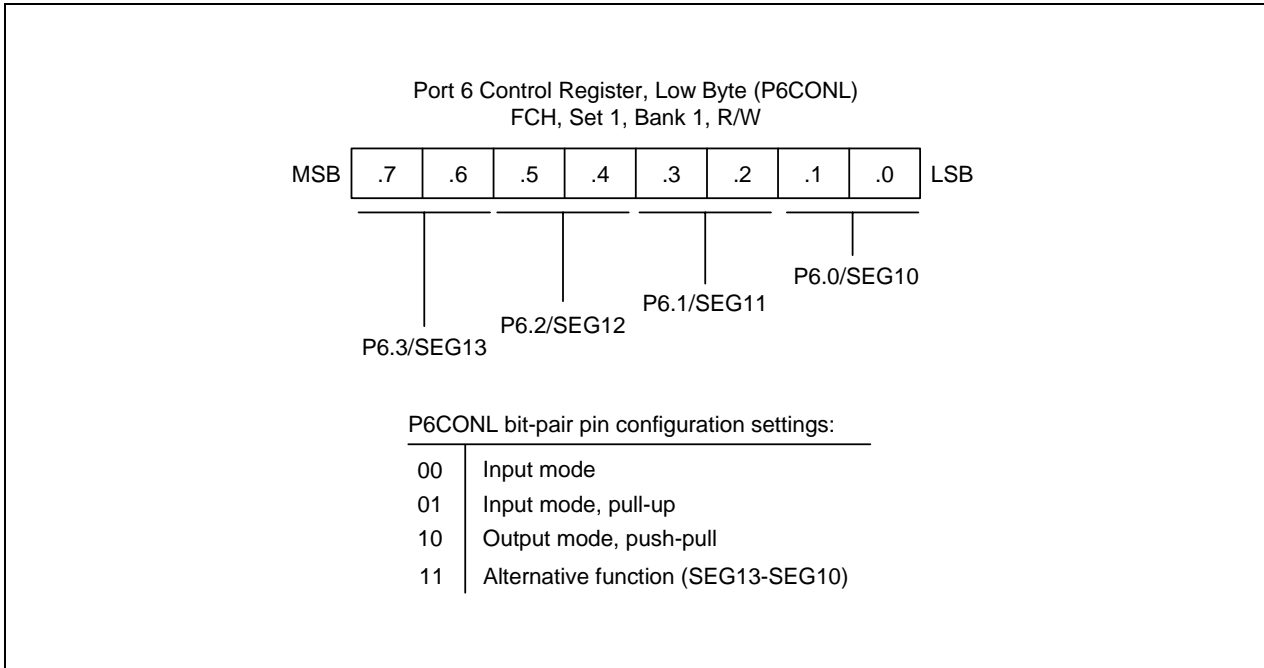 Port 6 Control Register, Low Byte (P6CONL)
FCH, Set 1, Bank 1, R/W
MSB .7 .6 .5 .4 .3 .2 .1 .0 LSB
P6.0/SEG10
P6.1/SEG11
P6.2/SEG12
P6.3/SEG13
P6CONL bit-pair pin configuration settings:
00 Input mode
01 Input mode, pull-up
10 Output mode, push-pull
11 Alternative function (SEG13-SEG10)